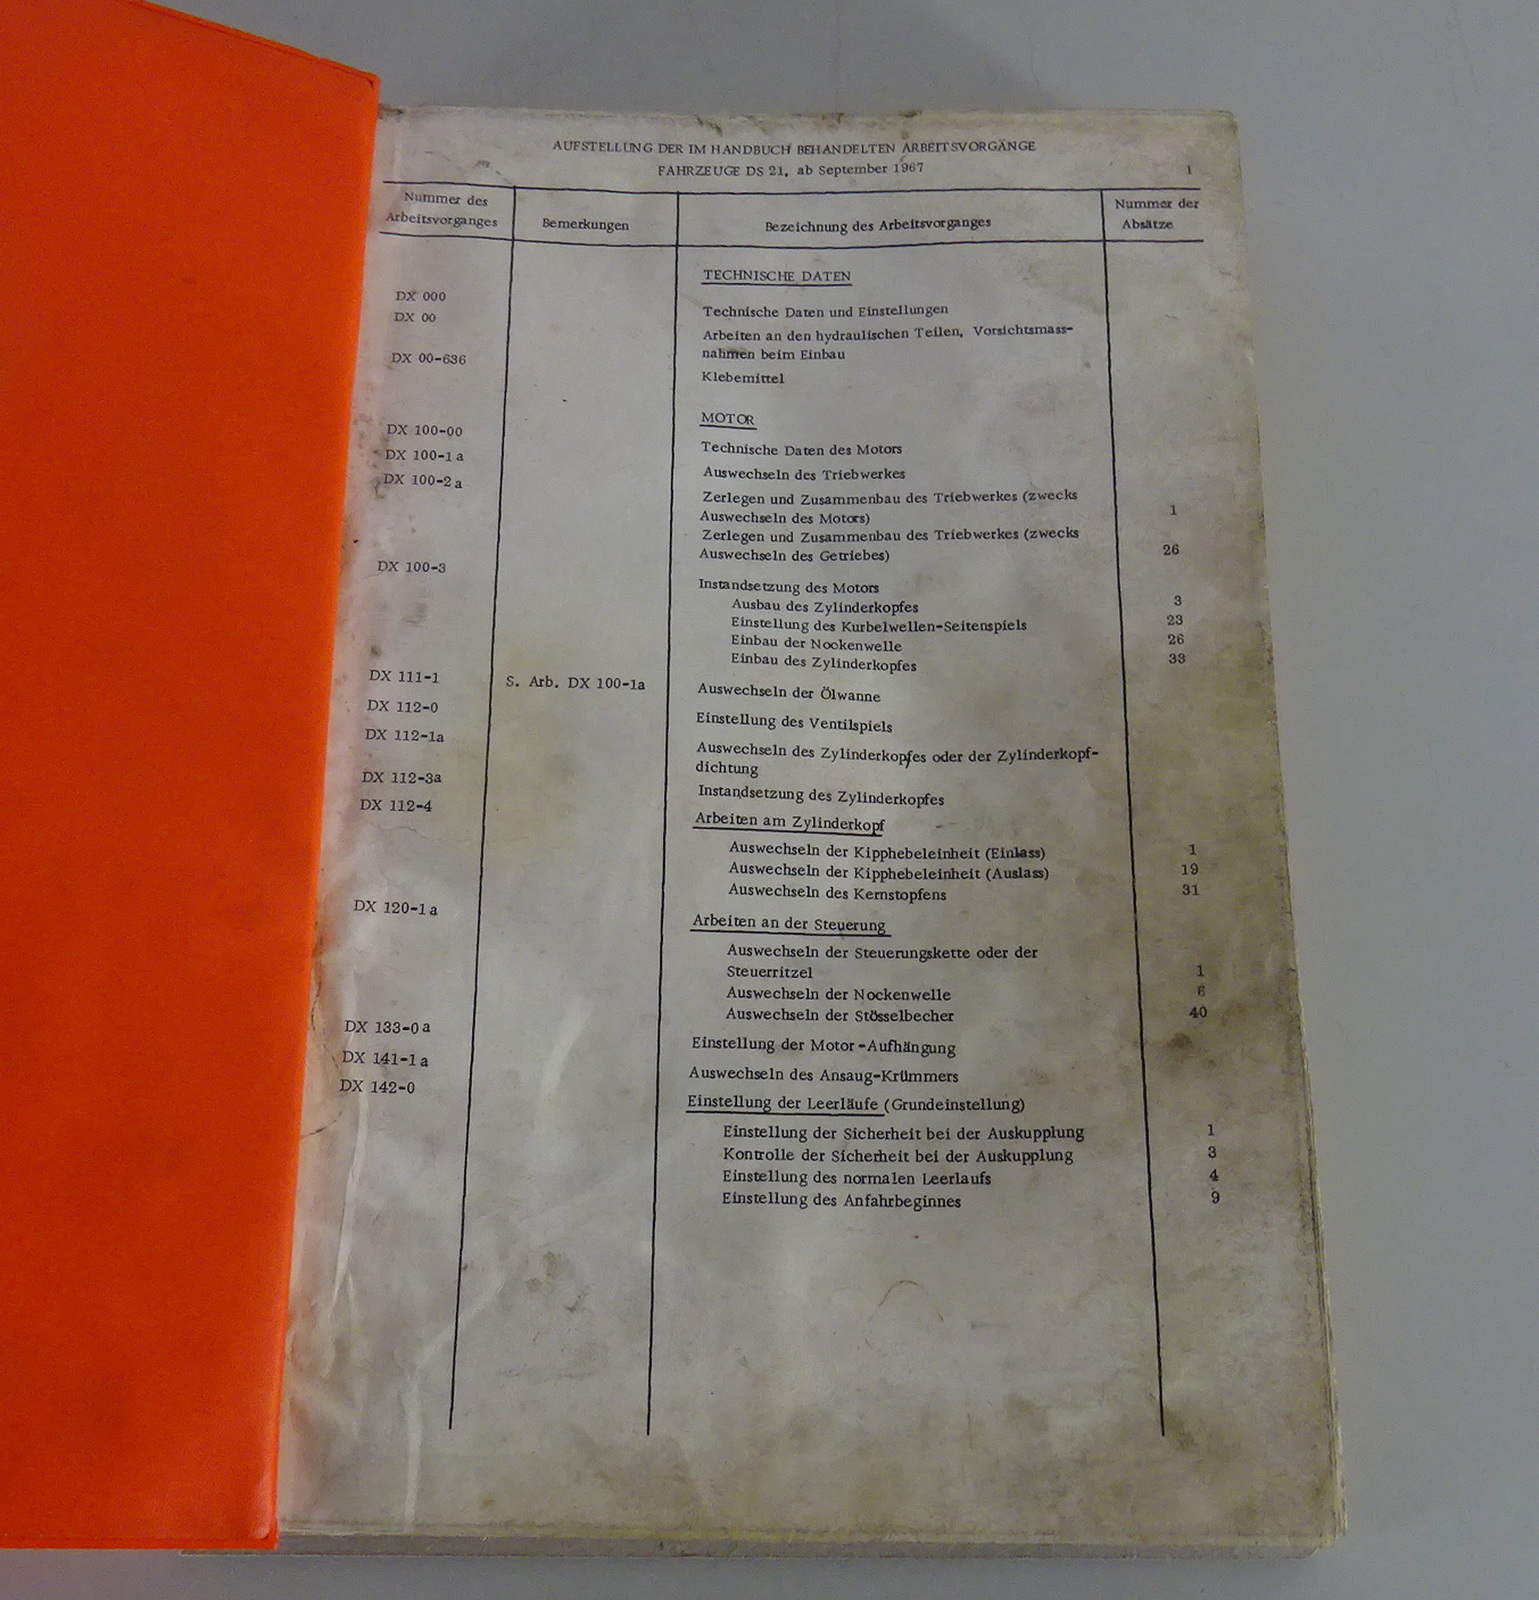 AUFSTELLUNG DER IM HANDBUCH BEHANDELTEN ARBEITSVORGÄNGE
FAHRZEUGE DS 21, ab September 1967 1
Nummer des
Arbeitsvorganges
Bemerkungen
Bezeichnung des Arbeitsvorganges
Nummer der
Absätze
TECHNISCHE DATEN
DX 000 Technische Daten und Einstellungen
DX 00 Arbeiten an den hydraulischen Teilen, Vorsichtsmass-
nahmen beim Einbau
DX 00-636 Klebemittel
MOTOR
DX 100-00 Technische Daten des Motors
DX 100-1a Auswechseln des Triebwerkes
DX 100-2a Zerlegen und Zusammenbau des Triebwerkes (zwecks
Auswechseln des Motors) 1
Zerlegen und Zusammenbau des Triebwerkes (zwecks
Auswechseln des Getriebes) 26
DX 100-3 Instandsetzung des Motors
Ausbau des Zylinderkopfes 3
Einstellung des Kurbelwellen-Seitenspiels 23
Einbau der Nockenwelle 26
Einbau des Zylinderkopfes 33
DX 111-1 S. Arb. DX 100-1a Auswechseln der Ölwanne
DX 112-0 Einstellung des Ventilspiels
DX 112-1a Auswechseln des Zylinderkopfes oder der Zylinderkopf-
dichtung
DX 112-3a Instandsetzung des Zylinderkopfes
DX 112-4 Arbeiten am Zylinderkopf
Auswechseln der Kipphebeleinheit (Einlass) 1
Auswechseln der Kipphebeleinheit (Auslass) 19
Auswechseln des Kernstopfens 31
DX 120-1a Arbeiten an der Steuerung
Auswechseln der Steuerungskette oder der
Steuerritzel 1
Auswechseln der Nockenwelle 6
Auswechseln der Stösselbecher 40
DX 133-0a Einstellung der Motor-Aufhängung
DX 141-1a Auswechseln des Ansaug-Krümmers
DX 142-0 Einstellung der Leerläufe (Grundeinstellung)
Einstellung der Sicherheit bei der Auskupplung 1
Kontrolle der Sicherheit bei der Auskupplung 3
Einstellung des normalen Leerlaufs 4
Einstellung des Anfahrbeginnes 9